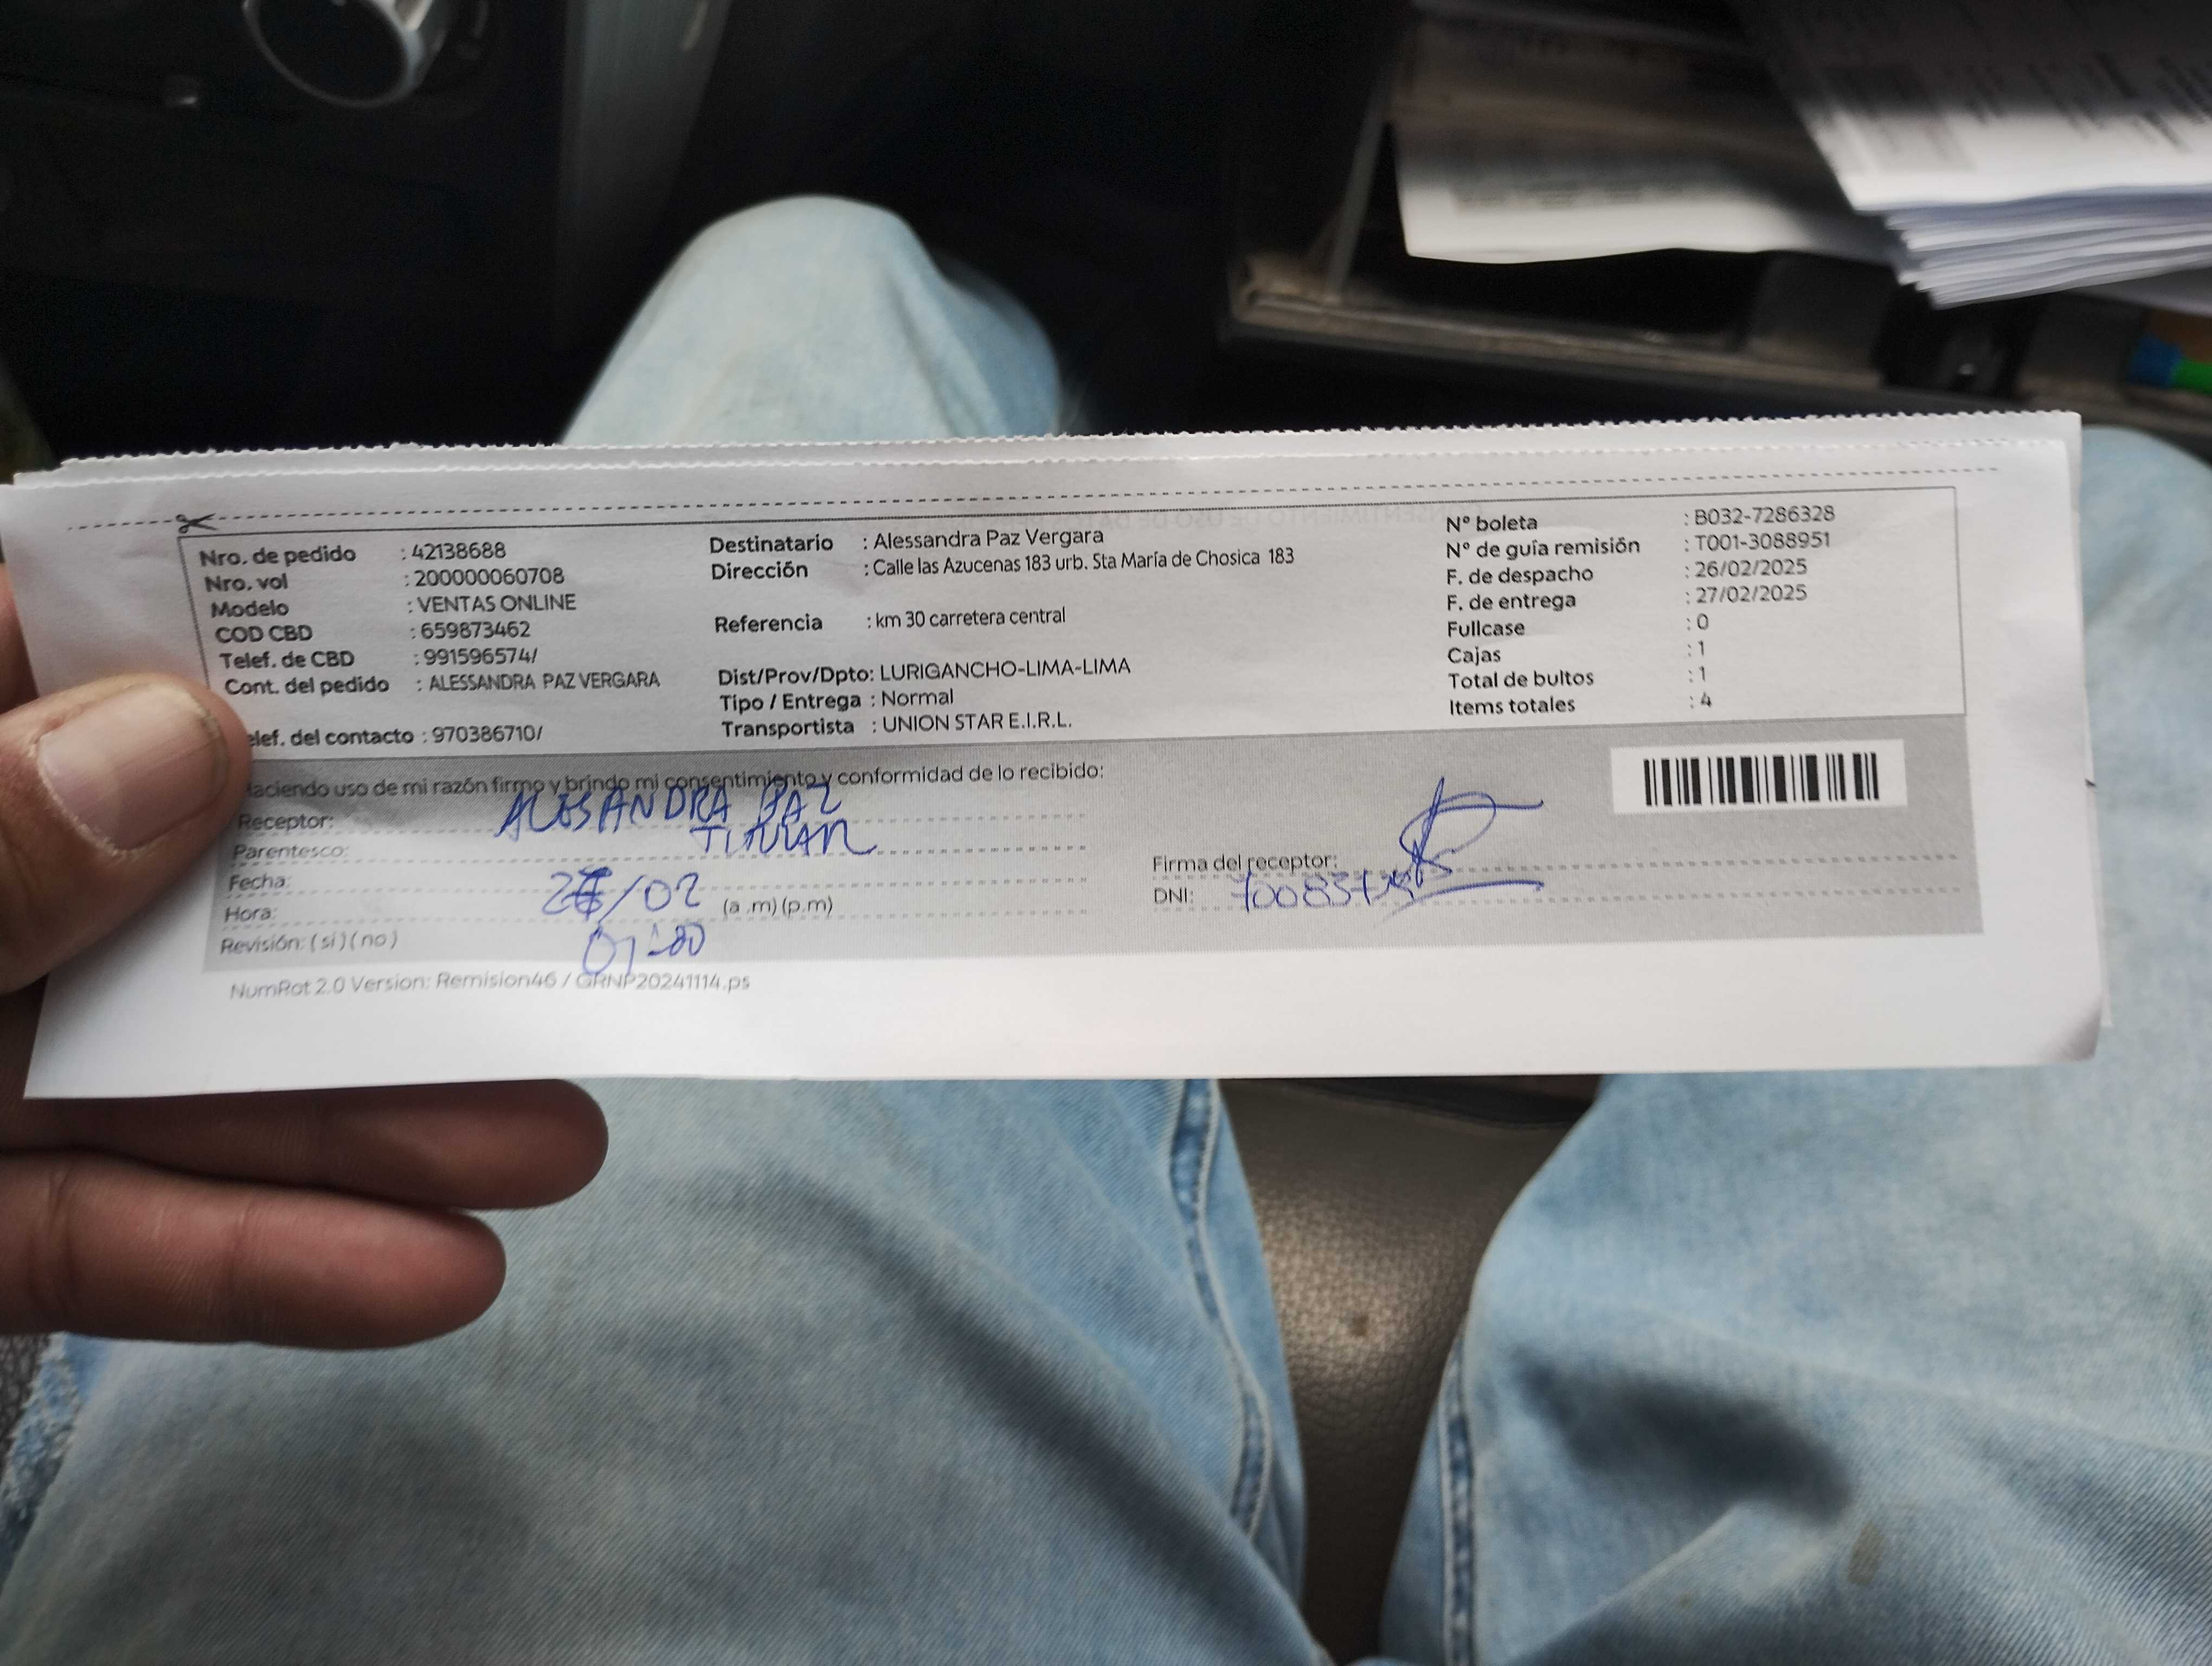 Nro. de pedido : 42138688
Nro. vol : 200000060708
Modelo : VENTAS ONLINE
COD CBD : 659873462
Telef. de CBD : 991596574/
Cont. del pedido : ALESSANDRA PAZ VERGARA
elef. del contacto : 970386710/
Destinatario : Alessandra Paz Vergara
Dirección : Calle las Azucenas 183 urb. Sta María de Chosica 183
Referencia : km 30 carretera central
Dist/Prov/Dpto: LURIGANCHO-LIMA-LIMA
Tipo / Entrega : Normal
Transportista : UNION STAR E.I.R.L.
N° boleta : B032-7286328
N° de guía remisión : T001-3088951
F. de despacho : 26/02/2025
F. de entrega : 27/02/2025
Fullcase : 0
Cajas : 1
Total de bultos : 1
Items totales : 4
aciendo uso de mi razón firmo y brindo mi consentimiento y conformidad de lo recibido:
Receptor: ALESANDRA PAZ
Parentesco: TITULAR
Fecha: /02
Hora: (a .m) (p.m)
Revisión: ( si ) ( no )
Firma del receptor:
DNI:
NumRot 2.0 Version: Remision46 / GRNP20241114.ps